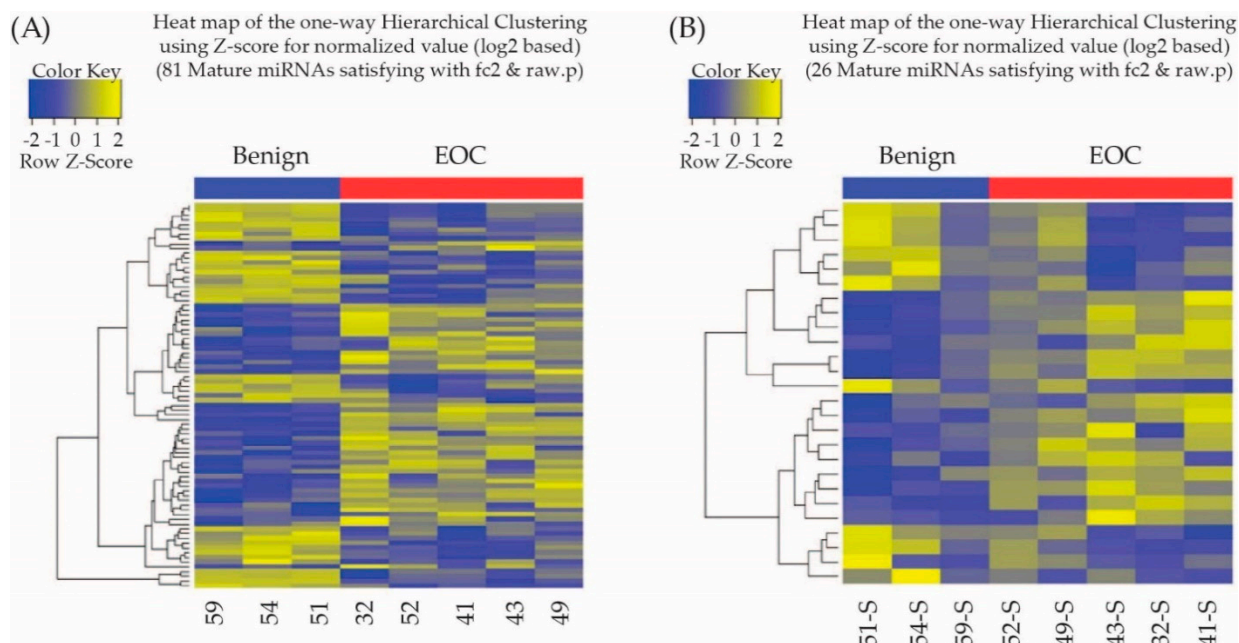 (A)
Heat map of the one-way Hierarchical Clustering
using Z-score for normalized value (log2 based)
(81 Mature miRNAs satisfying with fc2 & raw.p)
Color Key
-2 -1 0 1 2
Row Z-Score
Benign EOC
59 54 51 32 52 41 43 49
(B)
Heat map of the one-way Hierarchical Clustering
using Z-score for normalized value (log2 based)
(26 Mature miRNAs satisfying with fc2 & raw.p)
Color Key
-2 -1 0 1 2
Row Z-Score
Benign EOC
51-S 54-S 59-S 52-S 49-S 43-S 32-S 41-S